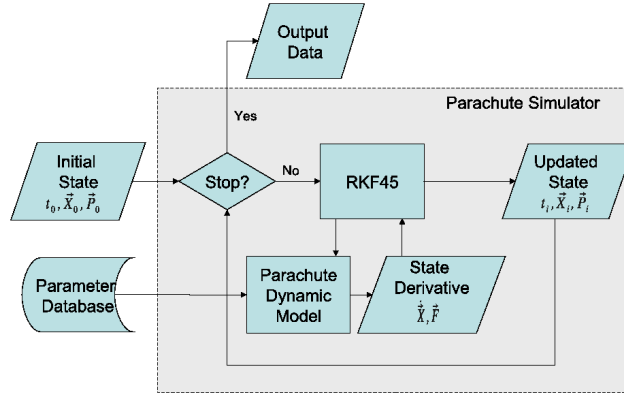 Output
Data
Parachute Simulator
Yes
Initial
State
t₀, X⃗₀, P⃗₀
Stop?
No
RKF45
Updated
State
tᵢ, X⃗ᵢ, P⃗ᵢ
Parameter
Database
Parachute
Dynamic
Model
State
Derivative
Ẋ⃗, F⃗